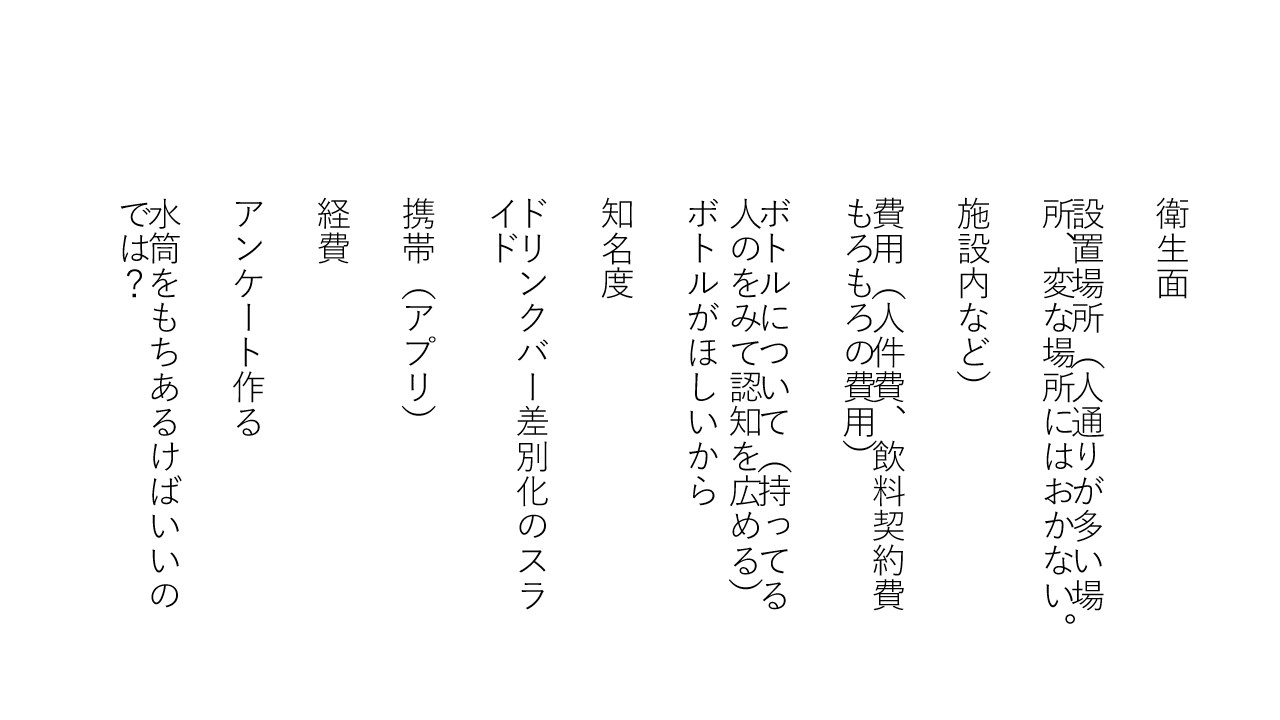 衛生面
設置場所（人通りが多い場
所、変な場所にはおかない。
施設内など）
費用（人件費、飲料契約費
もろもろの費用）
ボトルについて（持ってる
人のをみて認知を広める）
ボトルがほしいから
知名度
ドリンクバー差別化のスラ
イド
携帯（アプリ）
経費
アンケート作る
水筒をもちあるけばいいの
では？